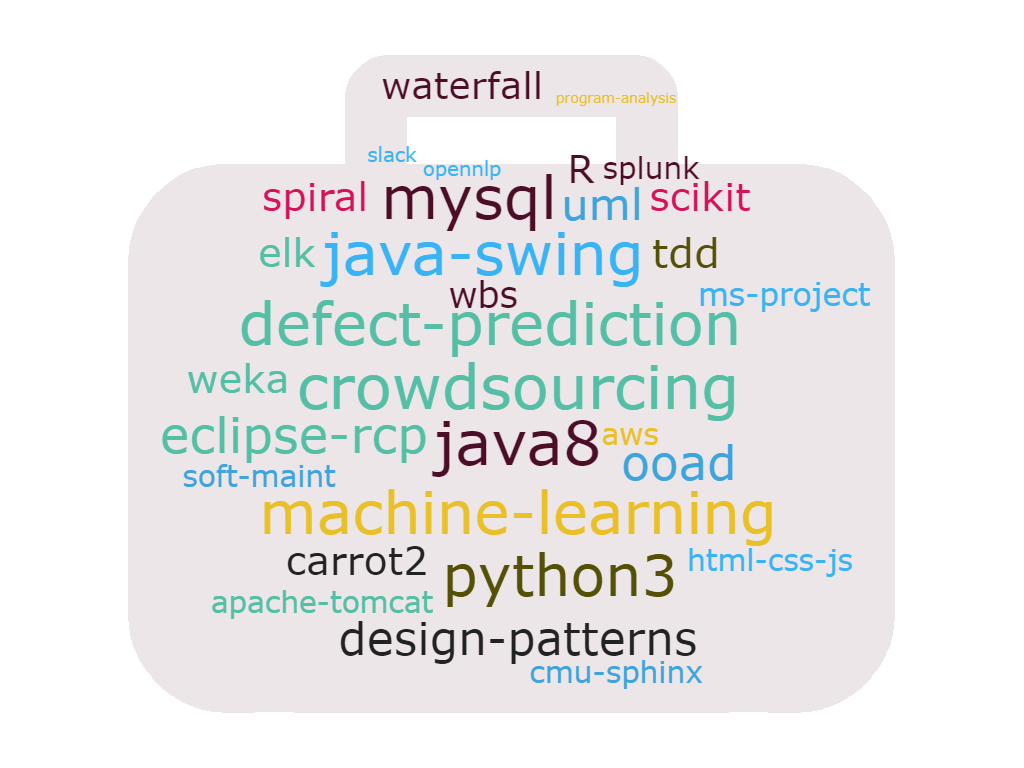 waterfall
program-analysis
slack
opennlp
R
splunk
spiral
mysql
uml
scikit
elk
java-swing
tdd
wbs
ms-project
defect-prediction
weka
crowdsourcing
eclipse-rcp
java8
aws
ooad
soft-maint
machine-learning
carrot2
python3
html-css-js
apache-tomcat
design-patterns
cmu-sphinx